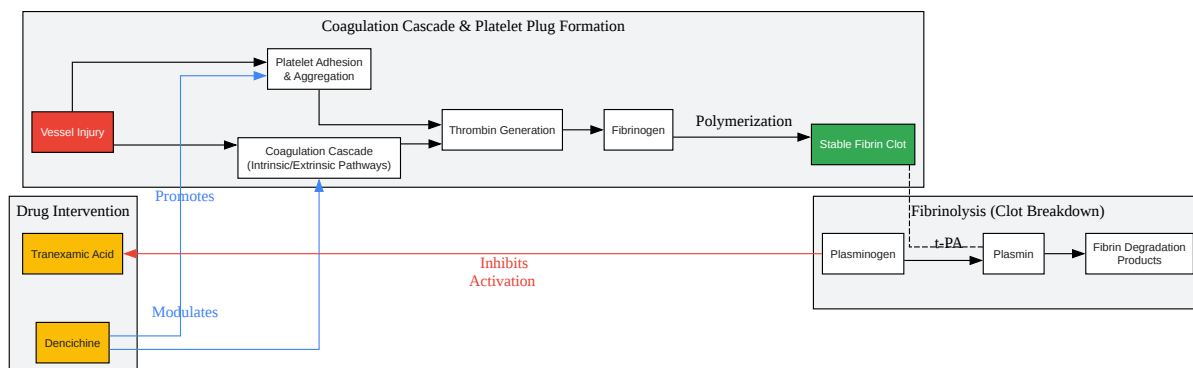 Coagulation Cascade & Platelet Plug Formation
Platelet Adhesion
& Aggregation
Vessel Injury
Coagulation Cascade
(Intrinsic/Extrinsic Pathways)
Thrombin Generation
Fibrinogen
Polymerization
Stable Fibrin Clot
Promotes
Drug Intervention
Tranexamic Acid
Modulates
Dencichine
Inhibits
Activation
Fibrinolysis (Clot Breakdown)
Plasminogen
t-PA
Plasmin
Fibrin Degradation
Products